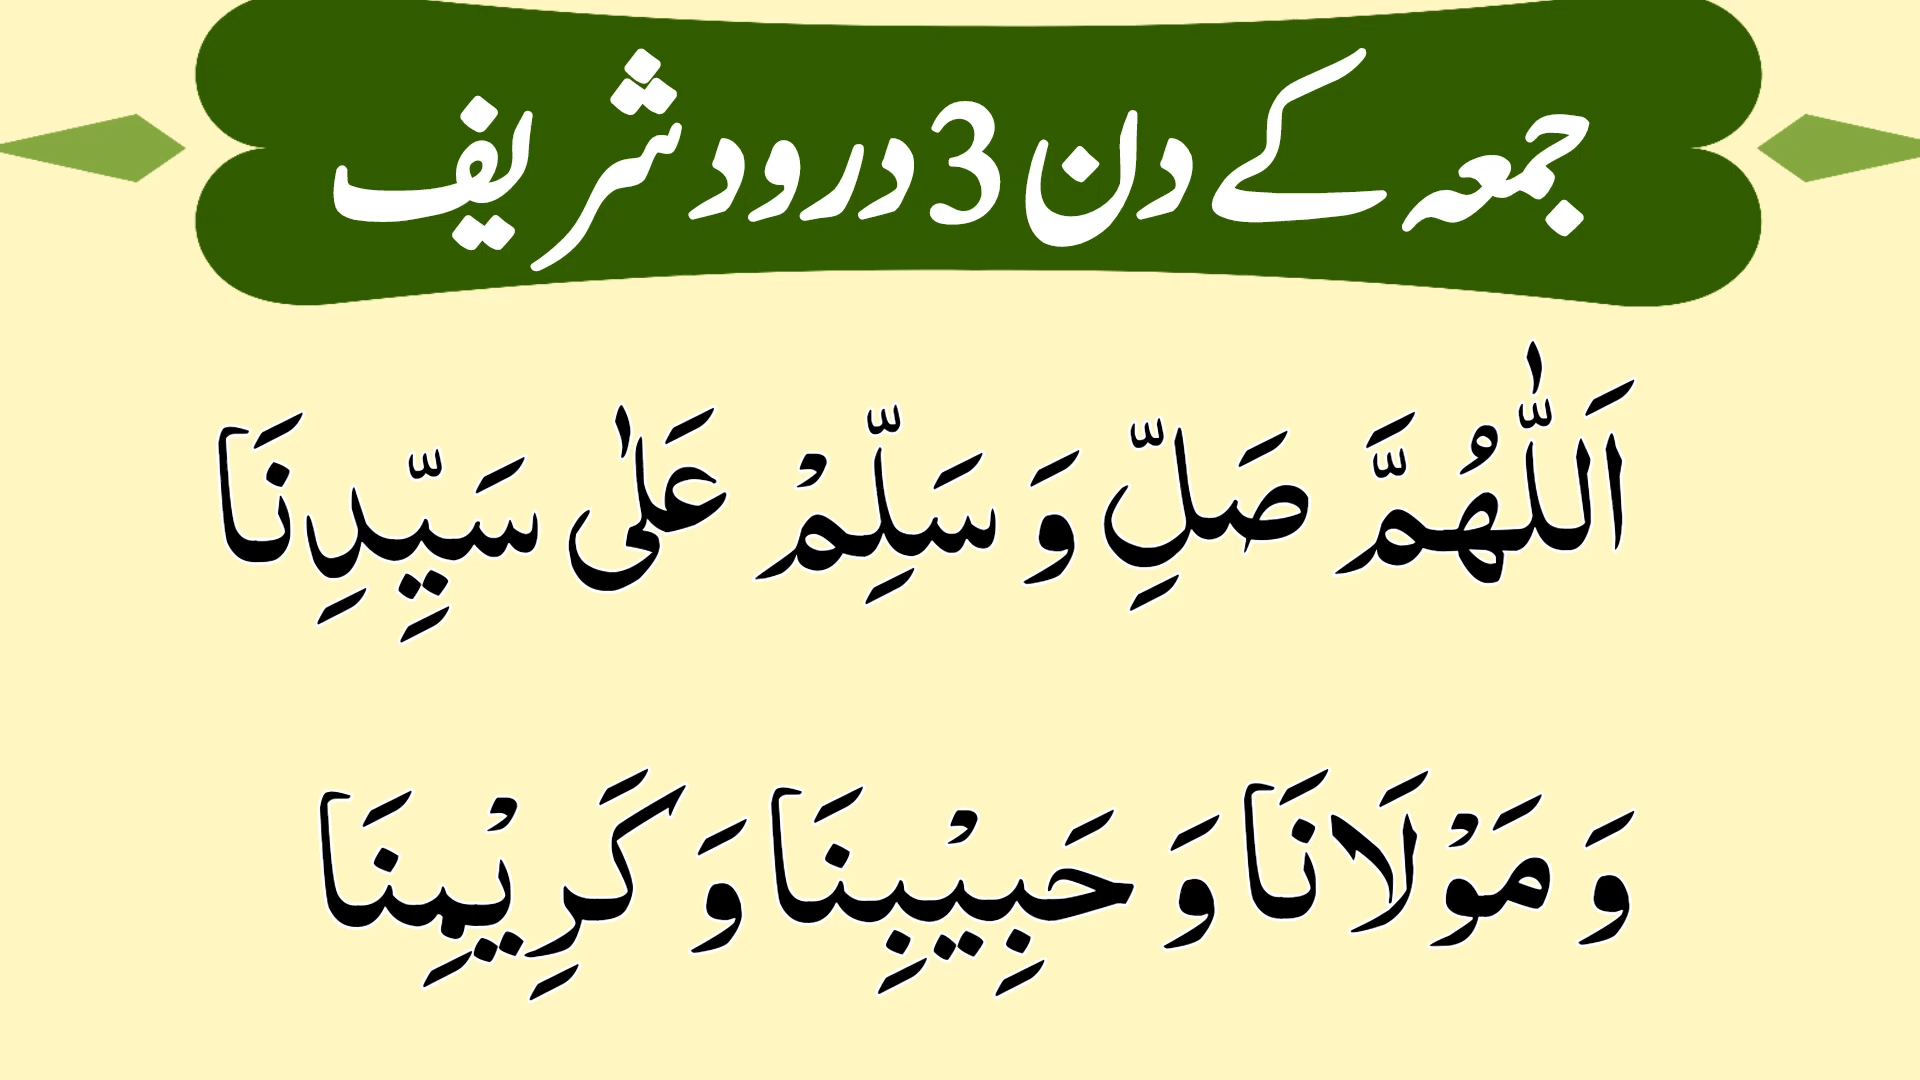 جمعہ کے دن 3 درود شریف
اَللّٰهُمَّ صَلِّ وَ سَلِّمْ عَلٰی سَیِّدِنَا
وَ مَوْلَانَا وَ حَبِیْبِنَا وَ کَرِیْمِنَا